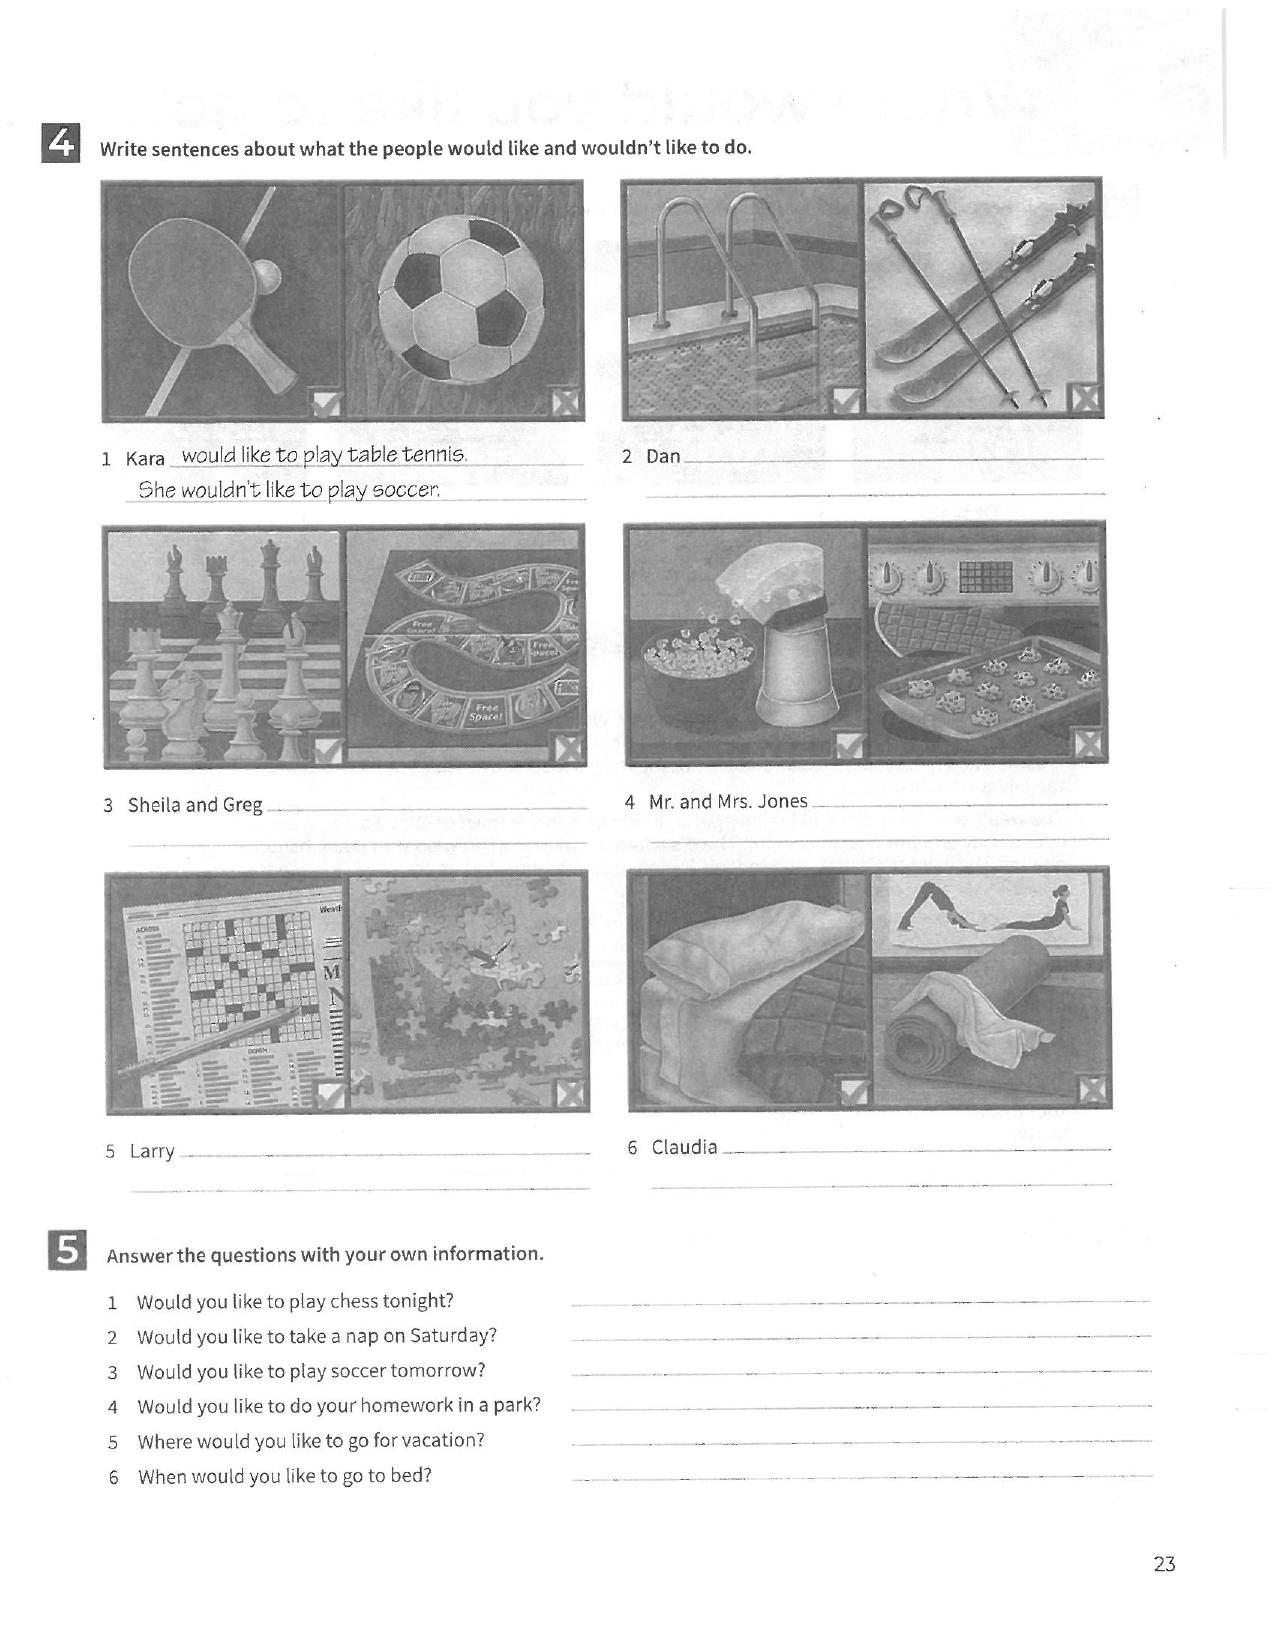 4 Write sentences about what the people would like and wouldn't like to do.
1 Kara would like to play table tennis.
She wouldn't like to play soccer.
2 Dan
START
Free
Space!
Free
Space!
3 Sheila and Greg
4 Mr. and Mrs. Jones
ACROSS
DOWN
M
N
5 Larry
6 Claudia
5 Answer the questions with your own information.
1 Would you like to play chess tonight?
2 Would you like to take a nap on Saturday?
3 Would you like to play soccer tomorrow?
4 Would you like to do your homework in a park?
5 Where would you like to go for vacation?
6 When would you like to go to bed?
23